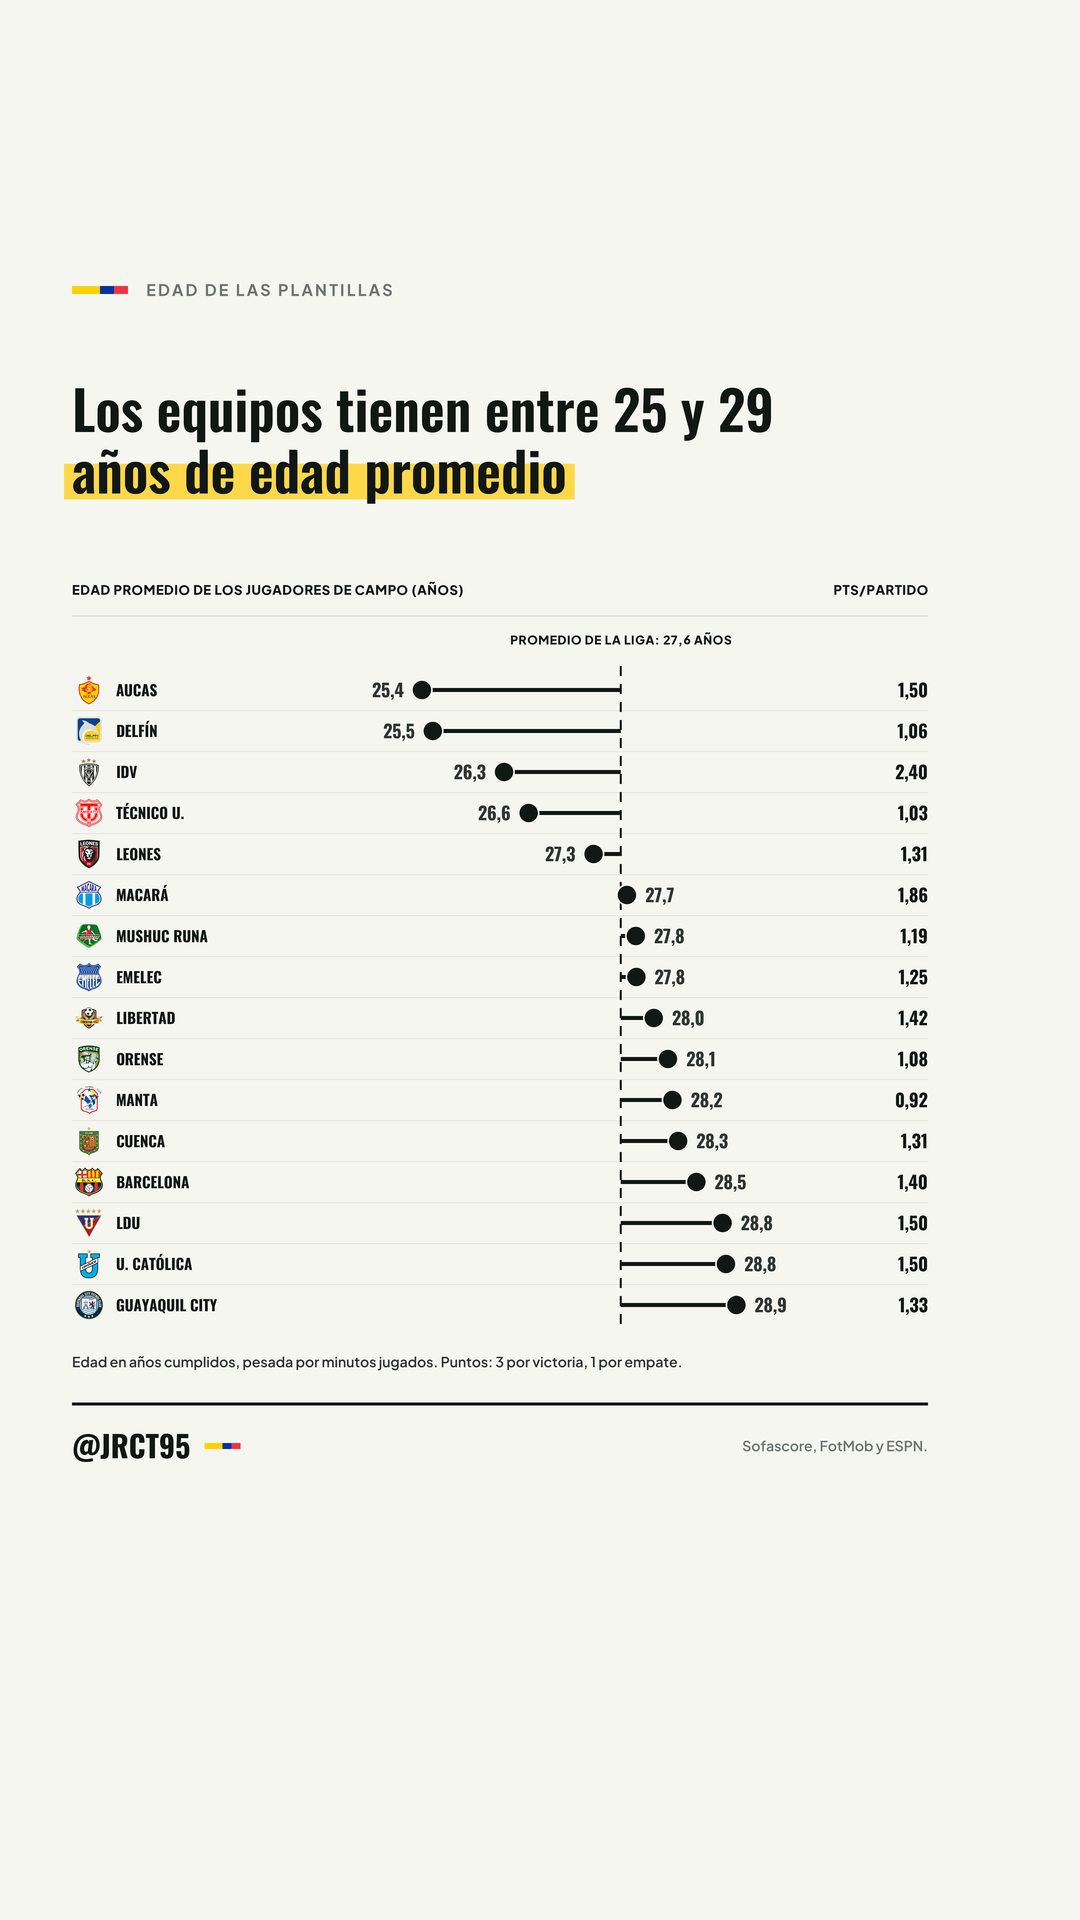 EDAD DE LAS PLANTILLAS
Los equipos tienen entre 25 y 29
años de edad promedio
EDAD PROMEDIO DE LOS JUGADORES DE CAMPO (AÑOS) PTS/PARTIDO
PROMEDIO DE LA LIGA: 27,6 AÑOS
AUCAS 25,4 1,50
DELFÍN 25,5 1,06
IDV 26,3 2,40
TÉCNICO U. 26,6 1,03
LEONES 27,3 1,31
MACARÁ 27,7 1,86
MUSHUC RUNA 27,8 1,19
EMELEC 27,8 1,25
LIBERTAD 28,0 1,42
ORENSE 28,1 1,08
MANTA 28,2 0,92
CUENCA 28,3 1,31
BARCELONA 28,5 1,40
LDU 28,8 1,50
U. CATÓLICA 28,8 1,50
GUAYAQUIL CITY 28,9 1,33
Edad en años cumplidos, pesada por minutos jugados. Puntos: 3 por victoria, 1 por empate.
@JRCT95 Sofascore, FotMob y ESPN.